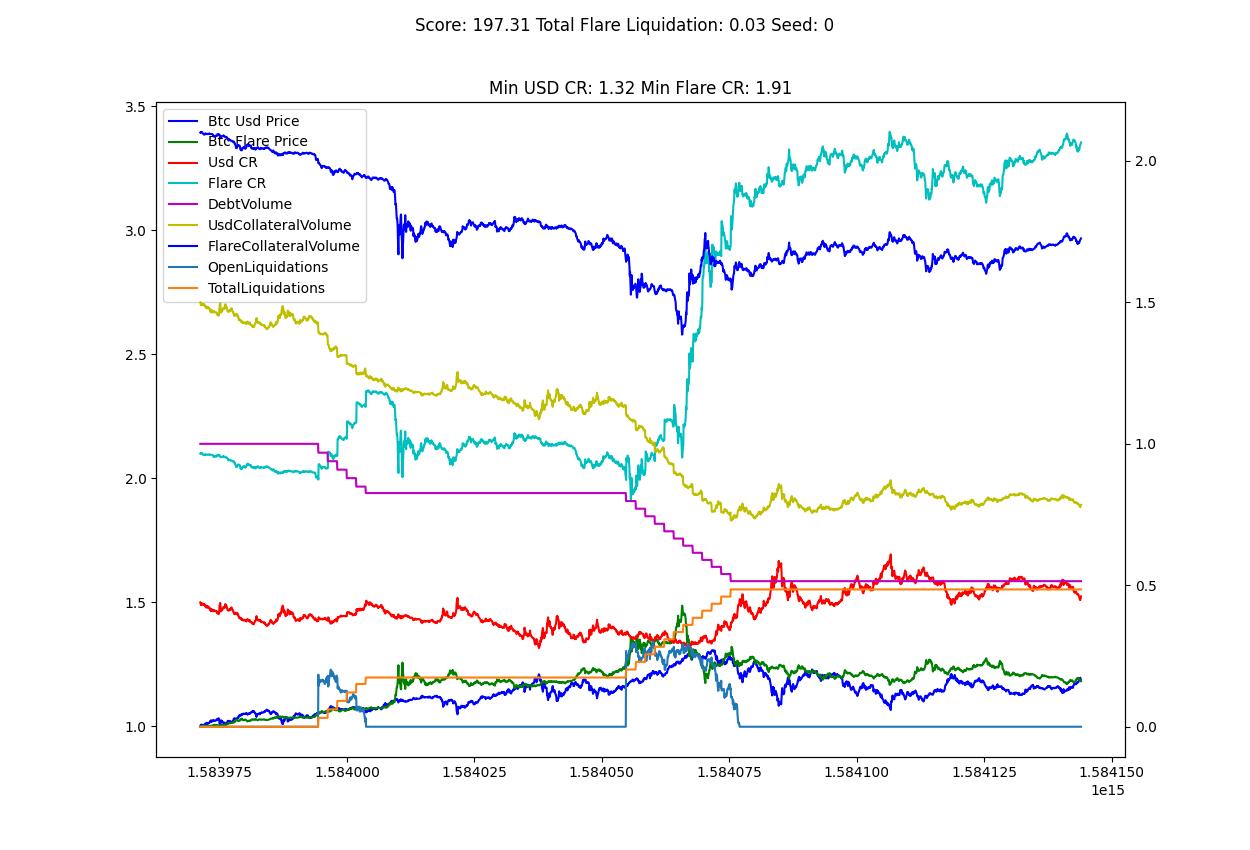 Score: 197.31 Total Flare Liquidation: 0.03 Seed: 0
Min USD CR: 1.32 Min Flare CR: 1.91
3.5
3.0
2.5
2.0
1.5
1.0
Btc Usd Price
Btc Flare Price
Usd CR
Flare CR
DebtVolume
UsdCollateralVolume
FlareCollateralVolume
OpenLiquidations
TotalLiquidations
2.0
1.5
1.0
0.5
0.0
1.583975 1.584000 1.584025 1.584050 1.584075 1.584100 1.584125 1.584150
1e15